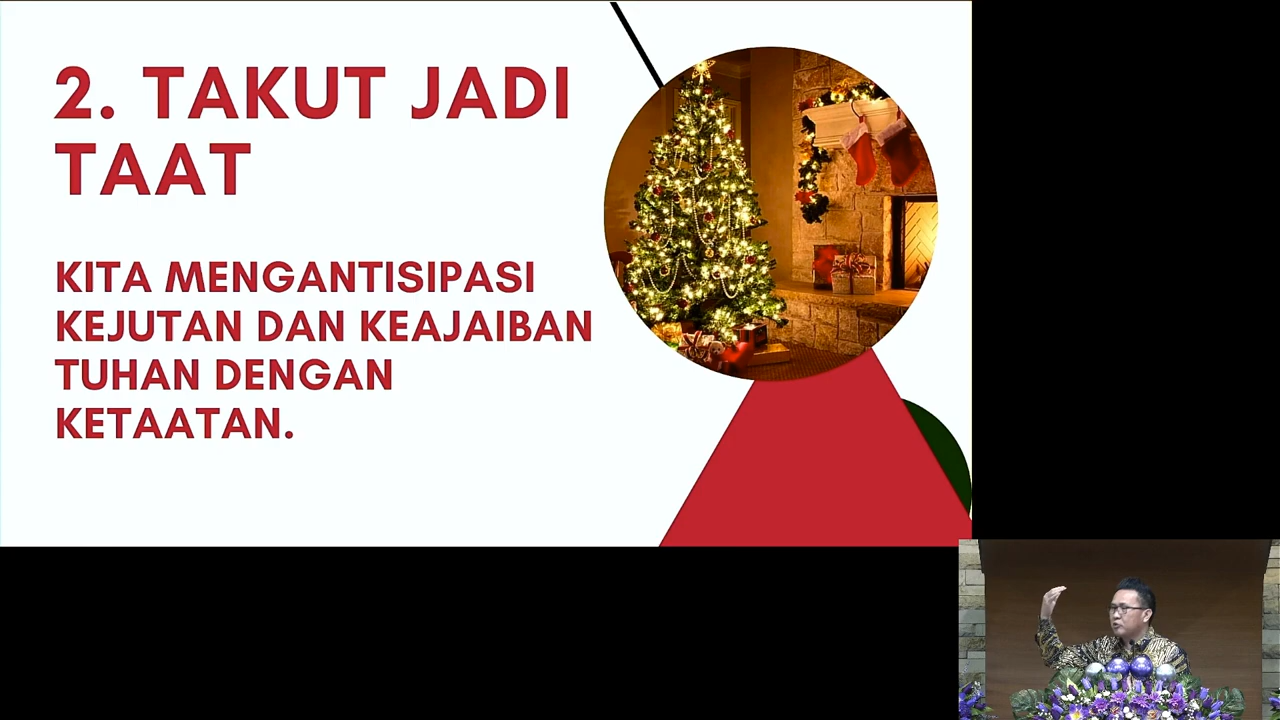 2. TAKUT JADI
TAAT
KITA MENGANTISIPASI
KEJUTAN DAN KEAJAIBAN
TUHAN DENGAN
KETAATAN.